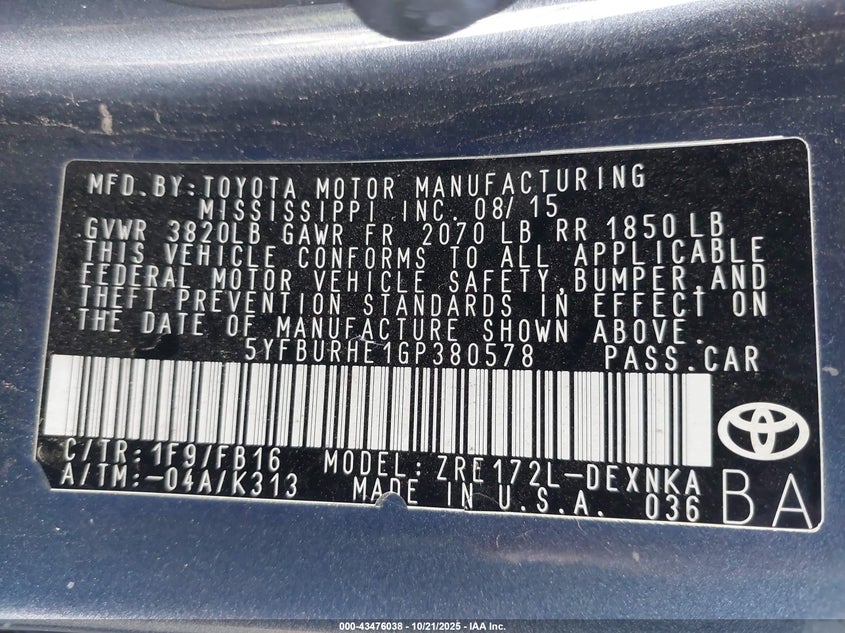 MFD.BY:TOYOTA MOTOR MANUFACTURING
MISSISSIPPI INC. 08/15
GVWR 3820LB GAWR FR 2070 LB RR 1850 LB
THIS VEHICLE CONFORMS TO ALL APPLICABLE
FEDERAL MOTOR VEHICLE SAFETY,BUMPER,AND
THEFT PREVENTION STANDARDS IN EFFECT ON
THE DATE OF MANUFACTURE SHOWN ABOVE.
5YFBURHE1GP380578 PASS.CAR
C/TR:1F9/FB16 MODEL:ZRE172L-DEXNKA
A/TM:-04A/K313 MADE IN U.S.A. 036 BA
000-43476038 - 10/21/2025 - IAA Inc.